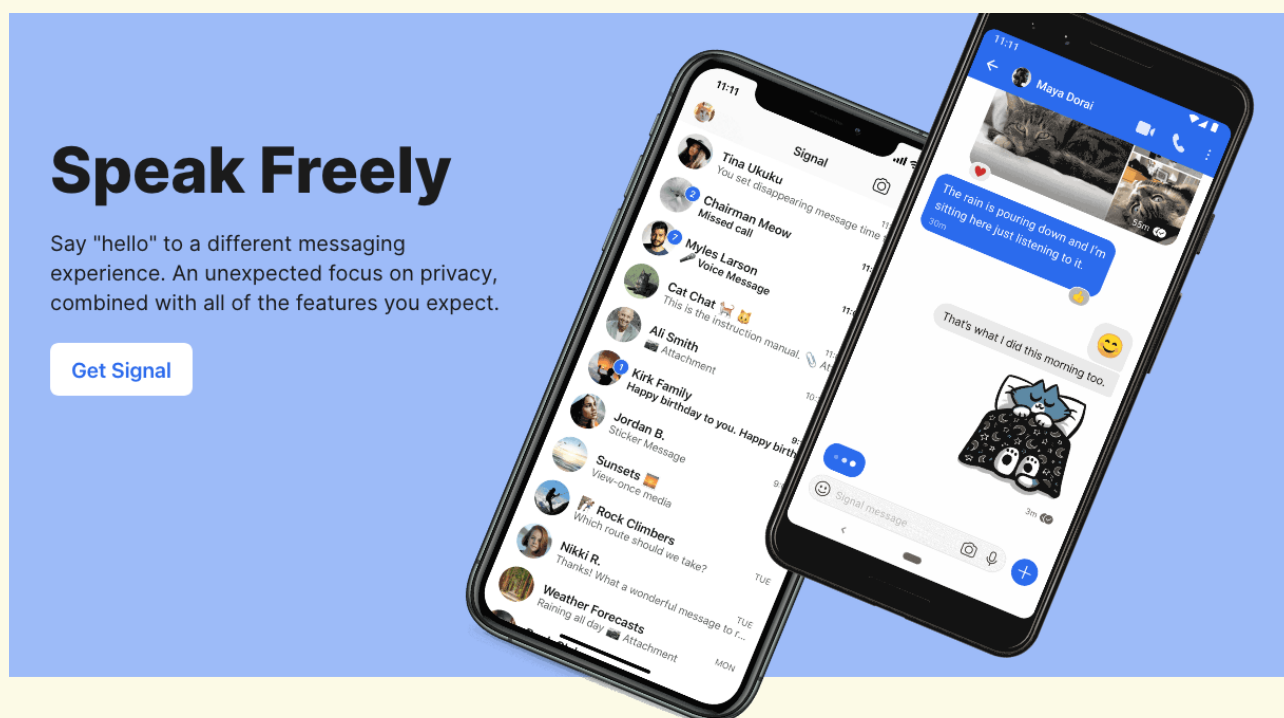 Speak Freely
Say "hello" to a different messaging
experience. An unexpected focus on privacy,
combined with all of the features you expect.
Get Signal
11:11
Signal
Tina Ukuku
You set disappearing message time
2
Chairman Meow
Missed call
7
Myles Larson
Voice Message
Cat Chat 🐈 🐱
This is the instruction manual.
Ali Smith
Attachment
1
Kirk Family
Happy birthday to you. Happy birth
Jordan B.
Sticker Message
Sunsets 🌅
View-once media
Rock Climbers
Which route should we take?
TUE
Nikki R.
Thanks! What a wonderful message to r...
TUE
Weather Forecasts
Raining all day 📷 Attachment
MON
11:11
Maya Dorai
55m
The rain is pouring down and I'm
sitting here just listening to it.
30m
That's what I did this morning too.
3m
Signal message